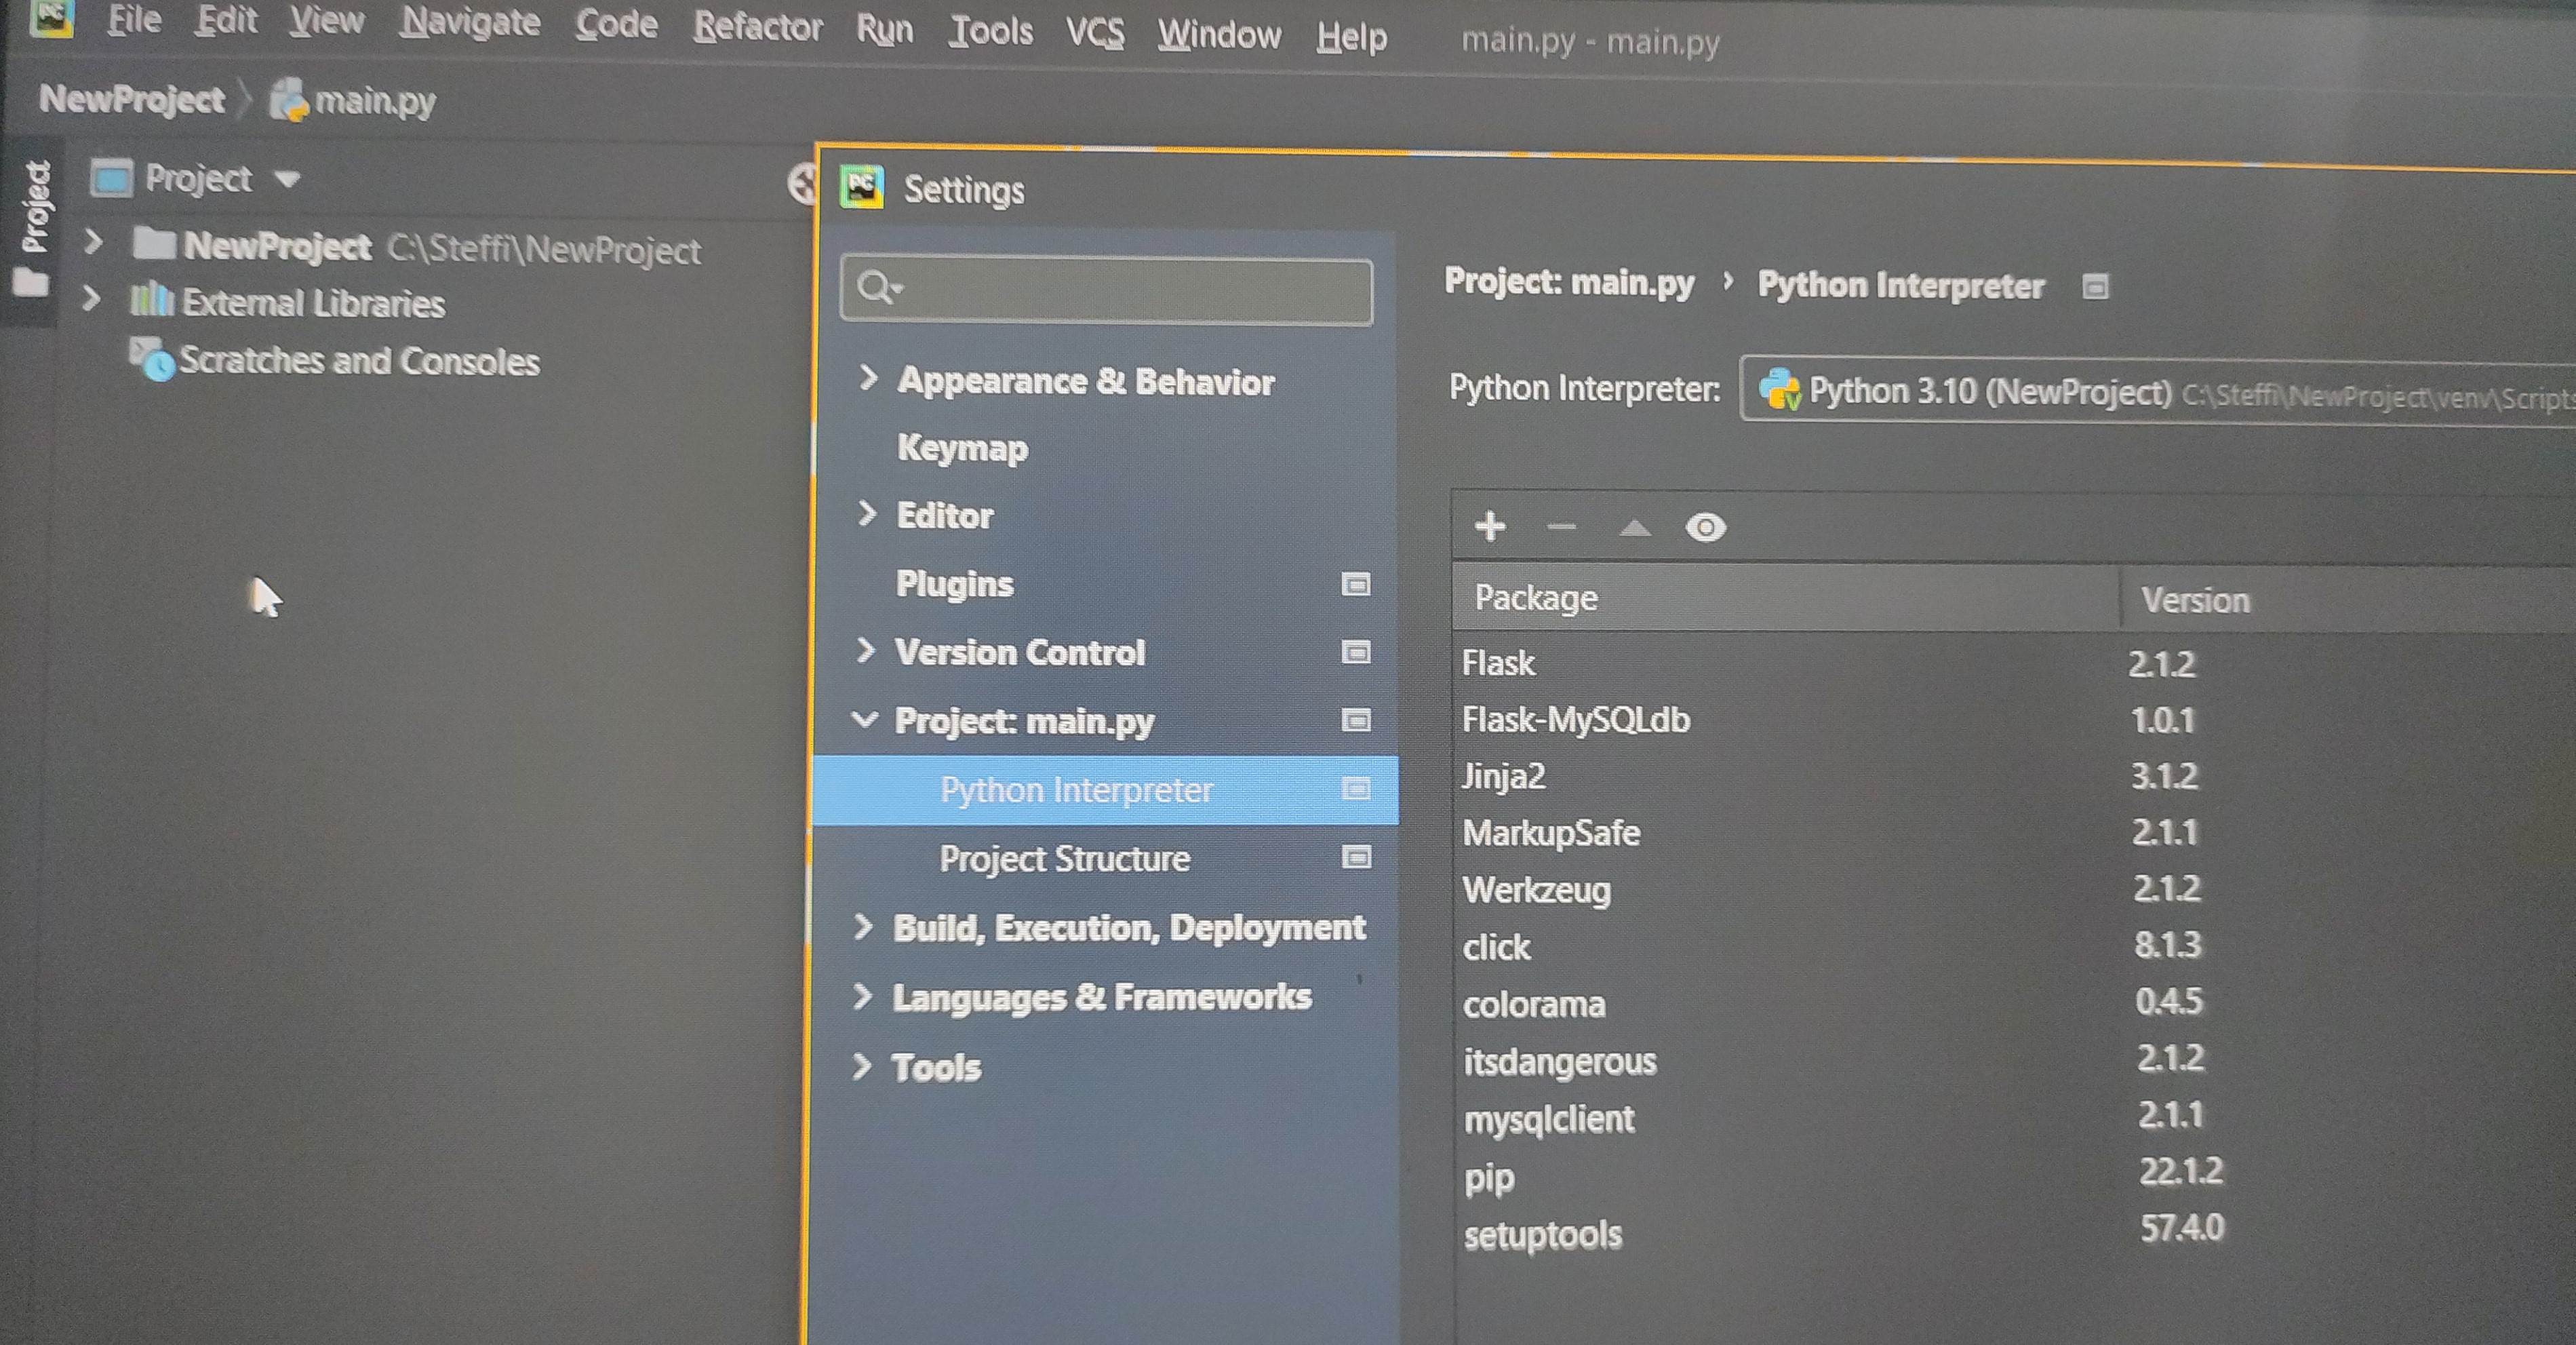 PC File Edit View Navigate Code Refactor Run Tools VCS Window Help main.py - main.py
NewProject main.py
Project
Project
NewProject C:\Steffi\NewProject
External Libraries
Scratches and Consoles
PC Settings
Appearance & Behavior
Keymap
Editor
Plugins
Version Control
Project: main.py
Python Interpreter
Project Structure
Build, Execution, Deployment
Languages & Frameworks
Tools
Project: main.py › Python Interpreter
Python Interpreter: Python 3.10 (NewProject) C:\Steffi\NewProject\venv\Scripts
Package Version
Flask 2.1.2
Flask-MySQLdb 1.0.1
Jinja2 3.1.2
MarkupSafe 2.1.1
Werkzeug 2.1.2
click 8.1.3
colorama 0.4.5
itsdangerous 2.1.2
mysqlclient 2.1.1
pip 22.1.2
setuptools 57.4.0